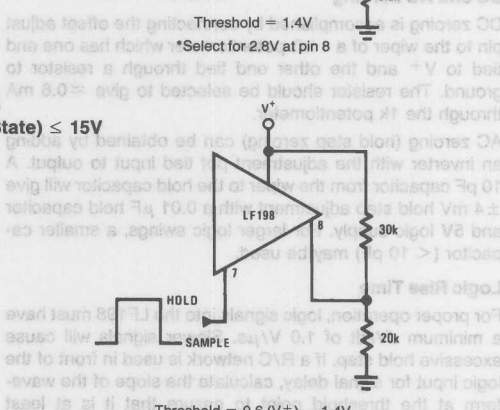 Threshold = 1.4V
*Select for 2.8V at pin 8
State) ≤ 15V
V+
LF198
8
7
30k
HOLD
SAMPLE
20k
Threshold = 0.6 (V+) − 1.4V
DC zeroing is accomplished by connecting the offset adjust
pin to the wiper of a 1k potentiometer which has one end
tied to V+ and the other end tied through a resistor to
ground. The resistor should be selected to give ≈0.6 mA
through the 1k potentiometer.
AC zeroing (hold step zeroing) can be obtained by adding
an inverter with the adjustment pot tied input to output. A
10 pF capacitor from the wiper to the hold capacitor will give
±4 mV hold step adjustment with a 0.01 μF hold capacitor
and 5V logic supply. For larger logic swings, a smaller ca-
pacitor (< 10 pF) may be used.
Logic Rise Time
For proper operation, logic signals into the LF198 must have
a minimum dV/dt of 1.0 V/μs. Slower signals will cause
excessive hold step. If a R/C network is used in front of the
logic input for signal delay, calculate the slope of the wave-
form at the threshold point to ensure that it is at least